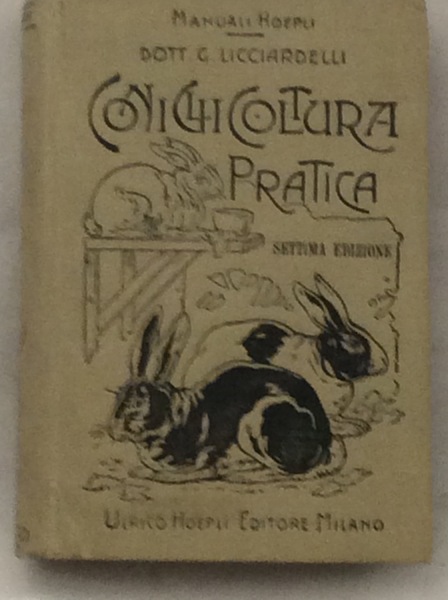 MANUALI HOEPLI
DOTT. G. LICCIARDELLI
CONIGLICOLTURA
PRATICA
SETTIMA EDIZIONE
ULRICO HOEPLI EDITORE MILANO